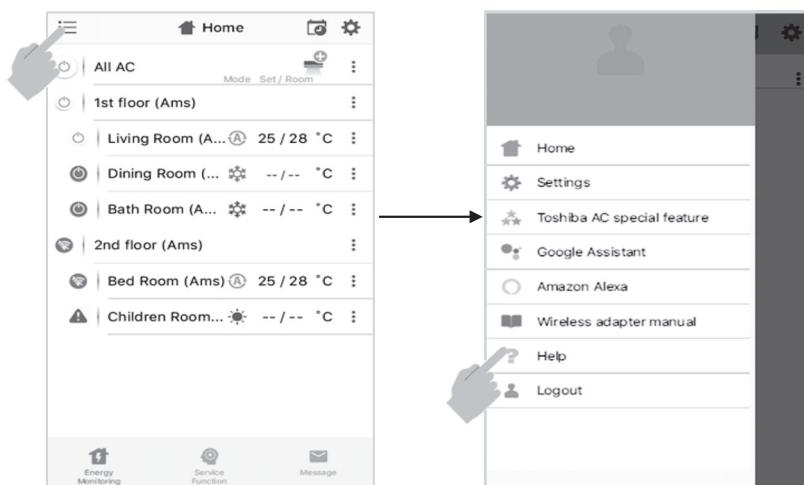 Home
All AC
Mode Set / Room
1st floor (Ams)
Living Room (A... A 25 / 28 °C
Dining Room (... -- / -- °C
Bath Room (A... -- / -- °C
2nd floor (Ams)
Bed Room (Ams) A 25 / 28 °C
Children Room... -- / -- °C
Energy Monitoring
Service Function
Message
Home
Settings
Toshiba AC special feature
Google Assistant
Amazon Alexa
Wireless adapter manual
Help
Logout